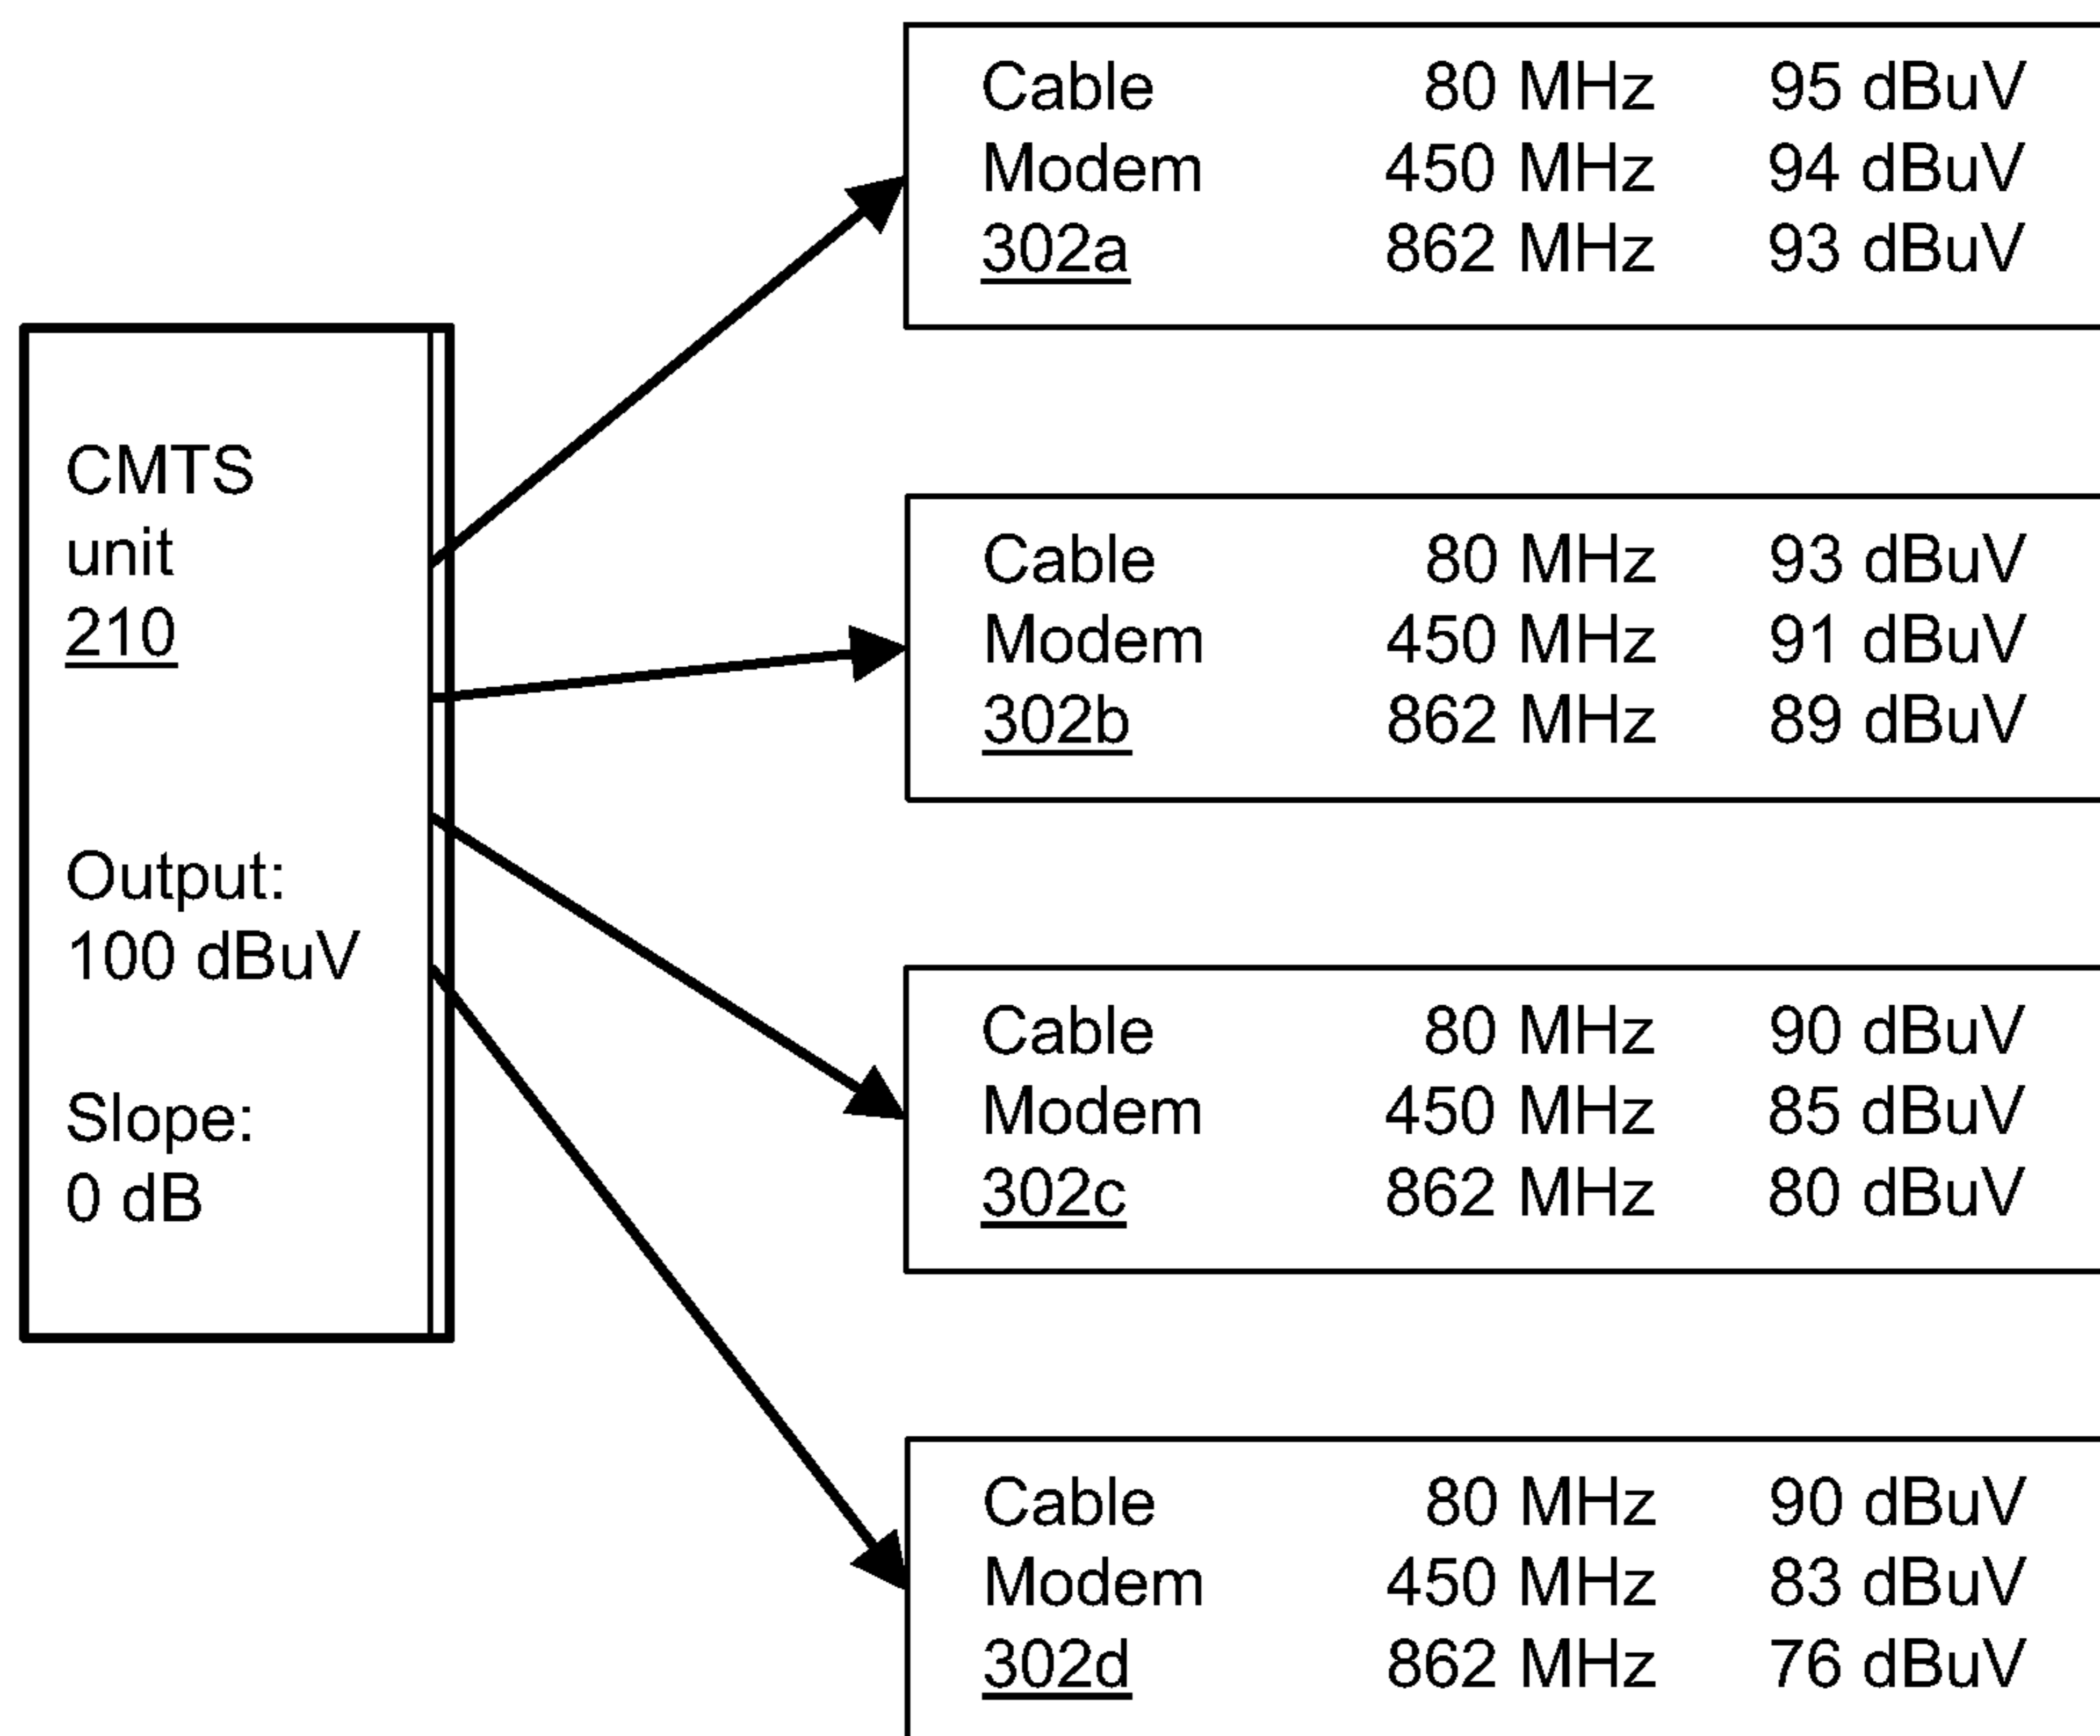 Cable 80 MHz 95 dBuV
Modem 450 MHz 94 dBuV
302a 862 MHz 93 dBuV
CMTS
unit
210
Output:
100 dBuV
Slope:
0 dB
Cable 80 MHz 93 dBuV
Modem 450 MHz 91 dBuV
302b 862 MHz 89 dBuV
Cable 80 MHz 90 dBuV
Modem 450 MHz 85 dBuV
302c 862 MHz 80 dBuV
Cable 80 MHz 90 dBuV
Modem 450 MHz 83 dBuV
302d 862 MHz 76 dBuV